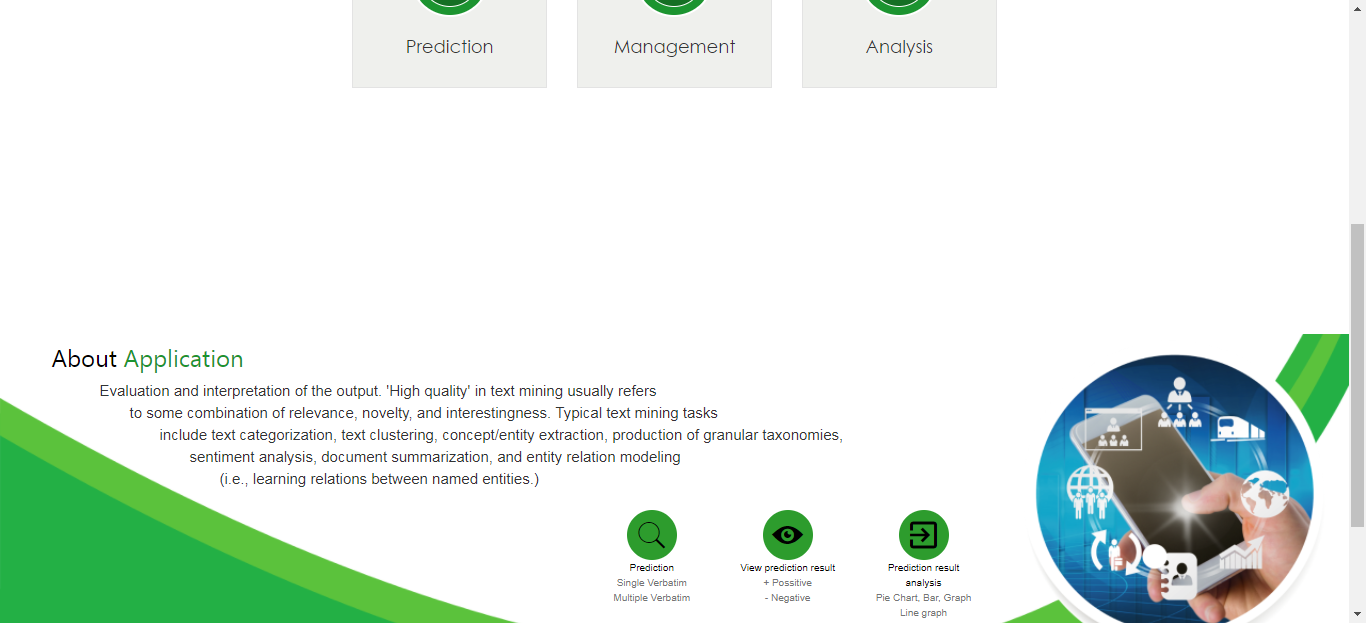 Prediction
Management
Analysis
About Application
Evaluation and interpretation of the output. 'High quality' in text mining usually refers
to some combination of relevance, novelty, and interestingness. Typical text mining tasks
include text categorization, text clustering, concept/entity extraction, production of granular taxonomies,
sentiment analysis, document summarization, and entity relation modeling
(i.e., learning relations between named entities.)
Prediction
Single Verbatim
Multiple Verbatim
View prediction result
+ Possitive
- Negative
Prediction result
analysis
Pie Chart, Bar, Graph
Line graph